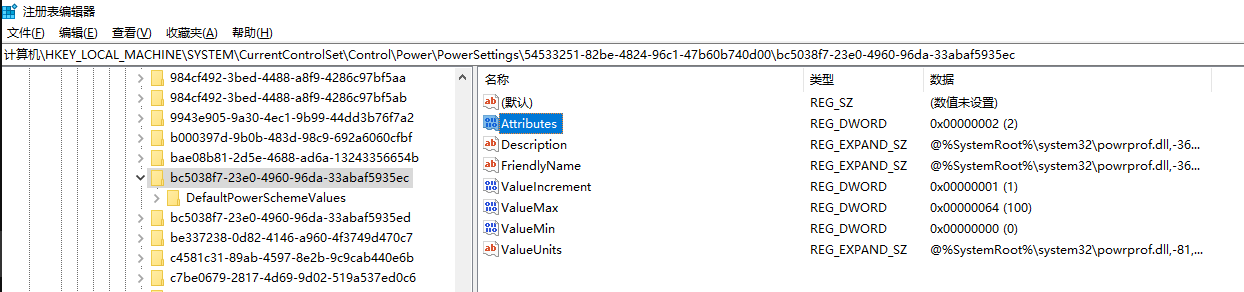 注册表编辑器
文件(F) 编辑(E) 查看(V) 收藏夹(A) 帮助(H)
计算机\HKEY_LOCAL_MACHINE\SYSTEM\CurrentControlSet\Control\Power\PowerSettings\54533251-82be-4824-96c1-47b60b740d00\bc5038f7-23e0-4960-96da-33abaf5935ec
984cf492-3bed-4488-a8f9-4286c97bf5aa
984cf492-3bed-4488-a8f9-4286c97bf5ab
9943e905-9a30-4ec1-9b99-44dd3b76f7a2
b000397d-9b0b-483d-98c9-692a6060cfbf
bae08b81-2d5e-4688-ad6a-13243356654b
bc5038f7-23e0-4960-96da-33abaf5935ec
DefaultPowerSchemeValues
bc5038f7-23e0-4960-96da-33abaf5935ed
be337238-0d82-4146-a960-4f3749d470c7
c4581c31-89ab-4597-8e2b-9c9cab440e6b
c7be0679-2817-4d69-9d02-519a537ed0c6
名称 类型 数据
(默认) REG_SZ (数值未设置)
Attributes REG_DWORD 0x00000002 (2)
Description REG_EXPAND_SZ @%SystemRoot%\system32\powrprof.dll,-36...
FriendlyName REG_EXPAND_SZ @%SystemRoot%\system32\powrprof.dll,-36...
ValueIncrement REG_DWORD 0x00000001 (1)
ValueMax REG_DWORD 0x00000064 (100)
ValueMin REG_DWORD 0x00000000 (0)
ValueUnits REG_EXPAND_SZ @%SystemRoot%\system32\powrprof.dll,-81,...